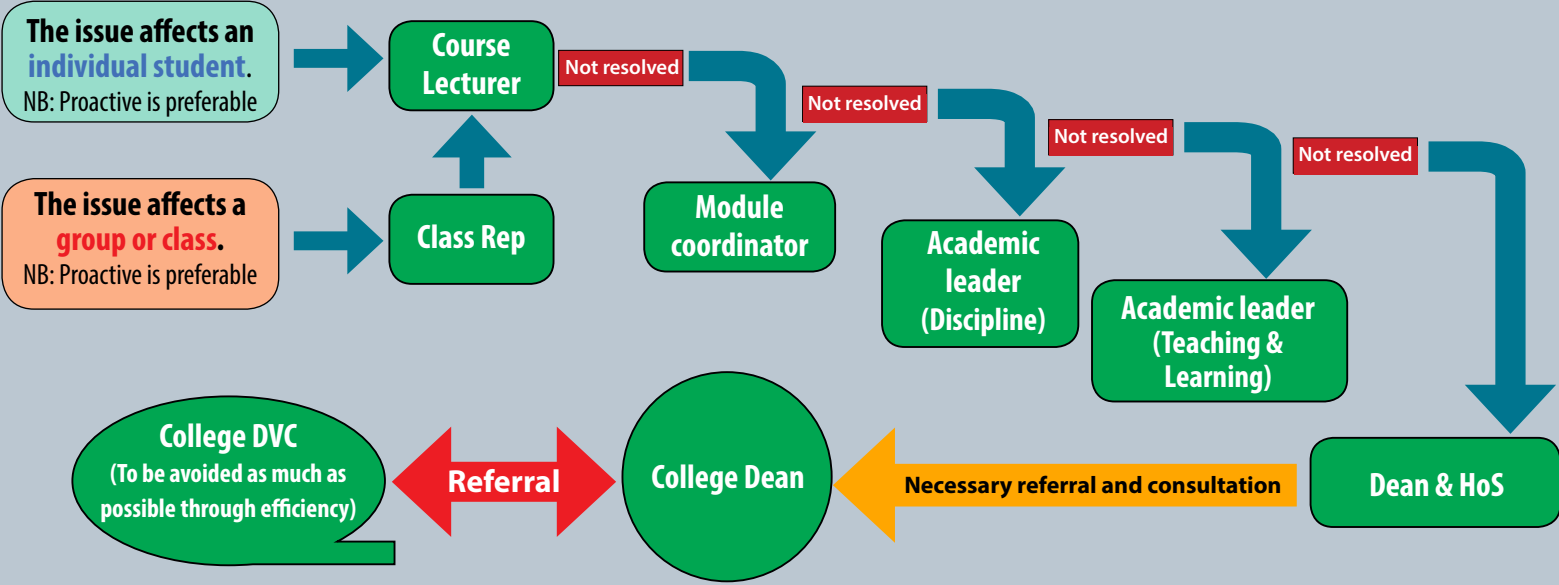 The issue affects an
individual student.
NB: Proactive is preferable
Course
Lecturer
Not resolved
Not resolved
Not resolved
Not resolved
The issue affects a
group or class.
NB: Proactive is preferable
Class Rep
Module
coordinator
Academic
leader
(Discipline)
Academic leader
(Teaching &
Learning)
College DVC
(To be avoided as much as
possible through efficiency)
Referral
College Dean
Necessary referral and consultation
Dean & HoS